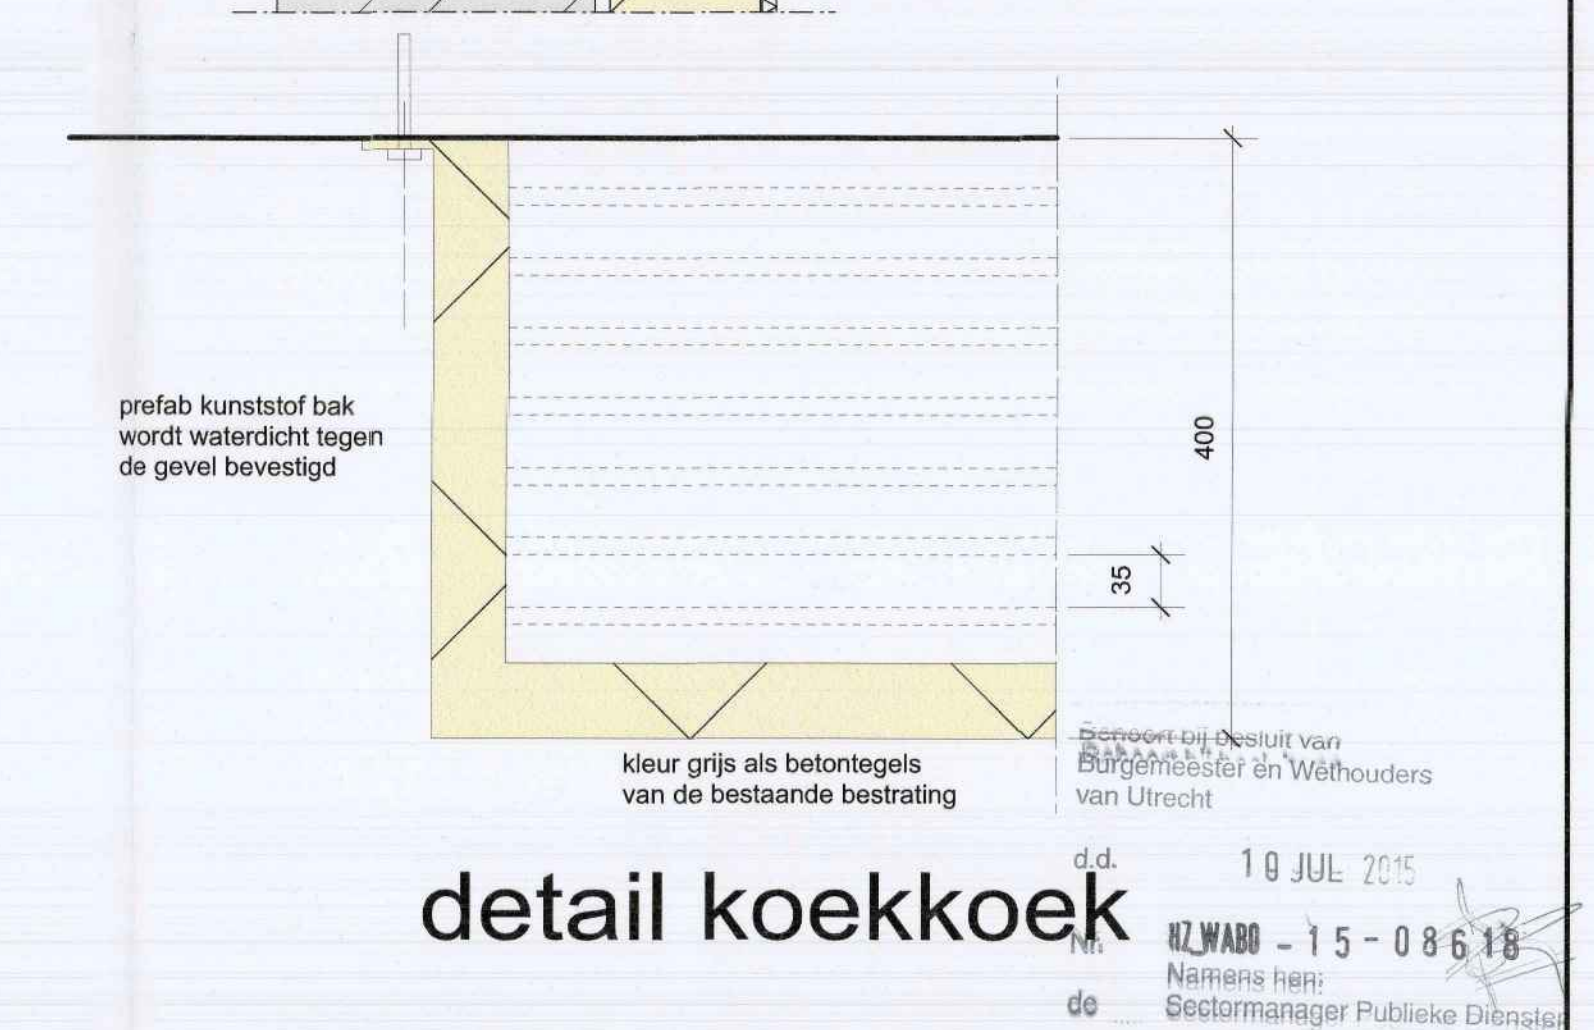 prefab kunststof bak
wordt waterdicht tegen
de gevel bevestigd
400
35
kleur grijs als betontegels
van de bestaande bestrating
detail koekkoek
Behoort bij besluit van
Burgemeester en Wethouders
van Utrecht
d.d. 10 JUL 2015
Nr. HZ_WABO - 15 - 08618
Namens hen:
de Sectormanager Publieke Diensten